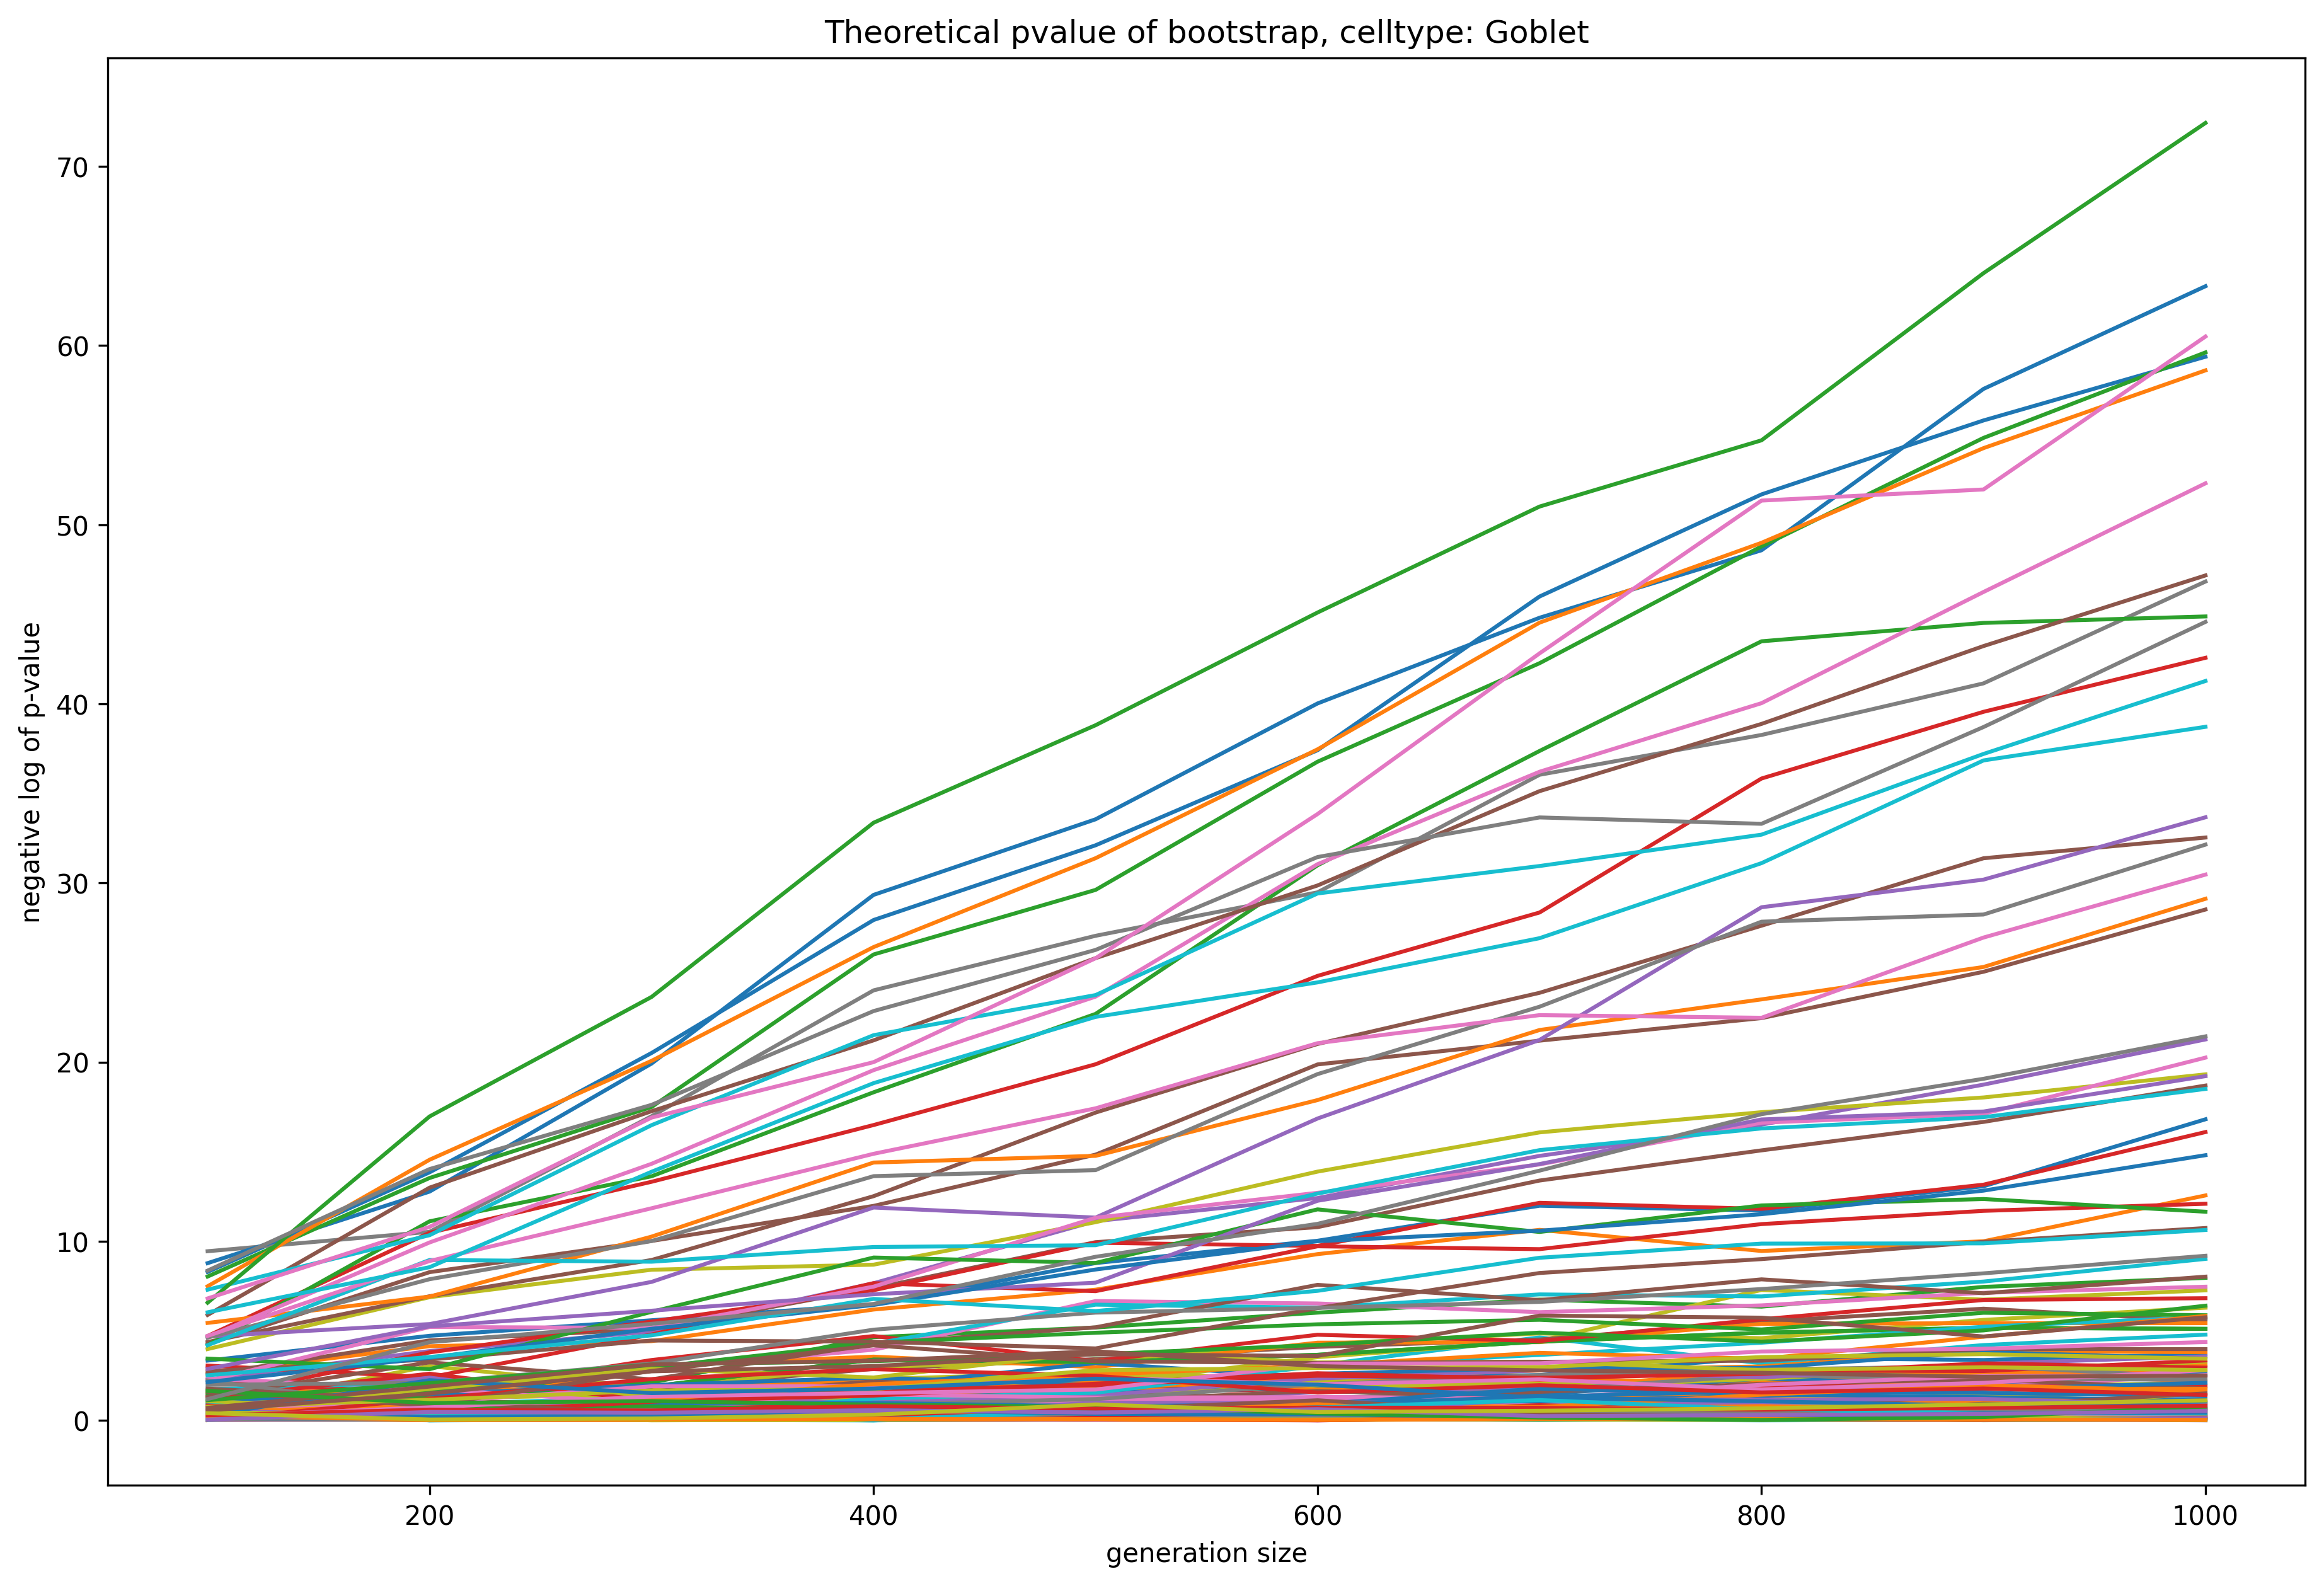 Theoretical pvalue of bootstrap, celltype: Goblet
70
60
50
40
30
20
10
0
negative log of p-value
200 400 600 800 1000
generation size